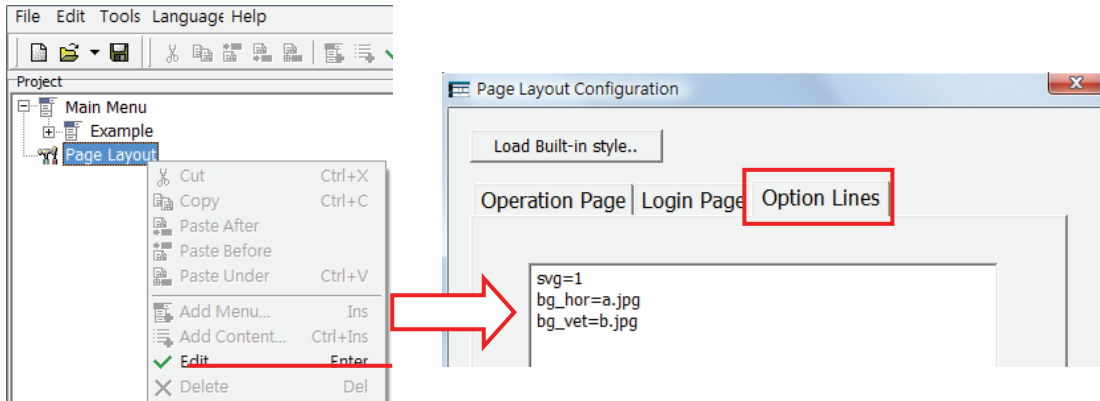 File Edit Tools Language Help
Project
Main Menu
Example
Page Layout
Cut Ctrl+X
Copy Ctrl+C
Paste After
Paste Before
Paste Under Ctrl+V
Add Menu... Ins
Add Content... Ctrl+Ins
Edit... Enter
Delete Del
Page Layout Configuration
Load Built-in style..
Operation Page Login Page Option Lines
svg=1
bg_hor=a.jpg
bg_vet=b.jpg